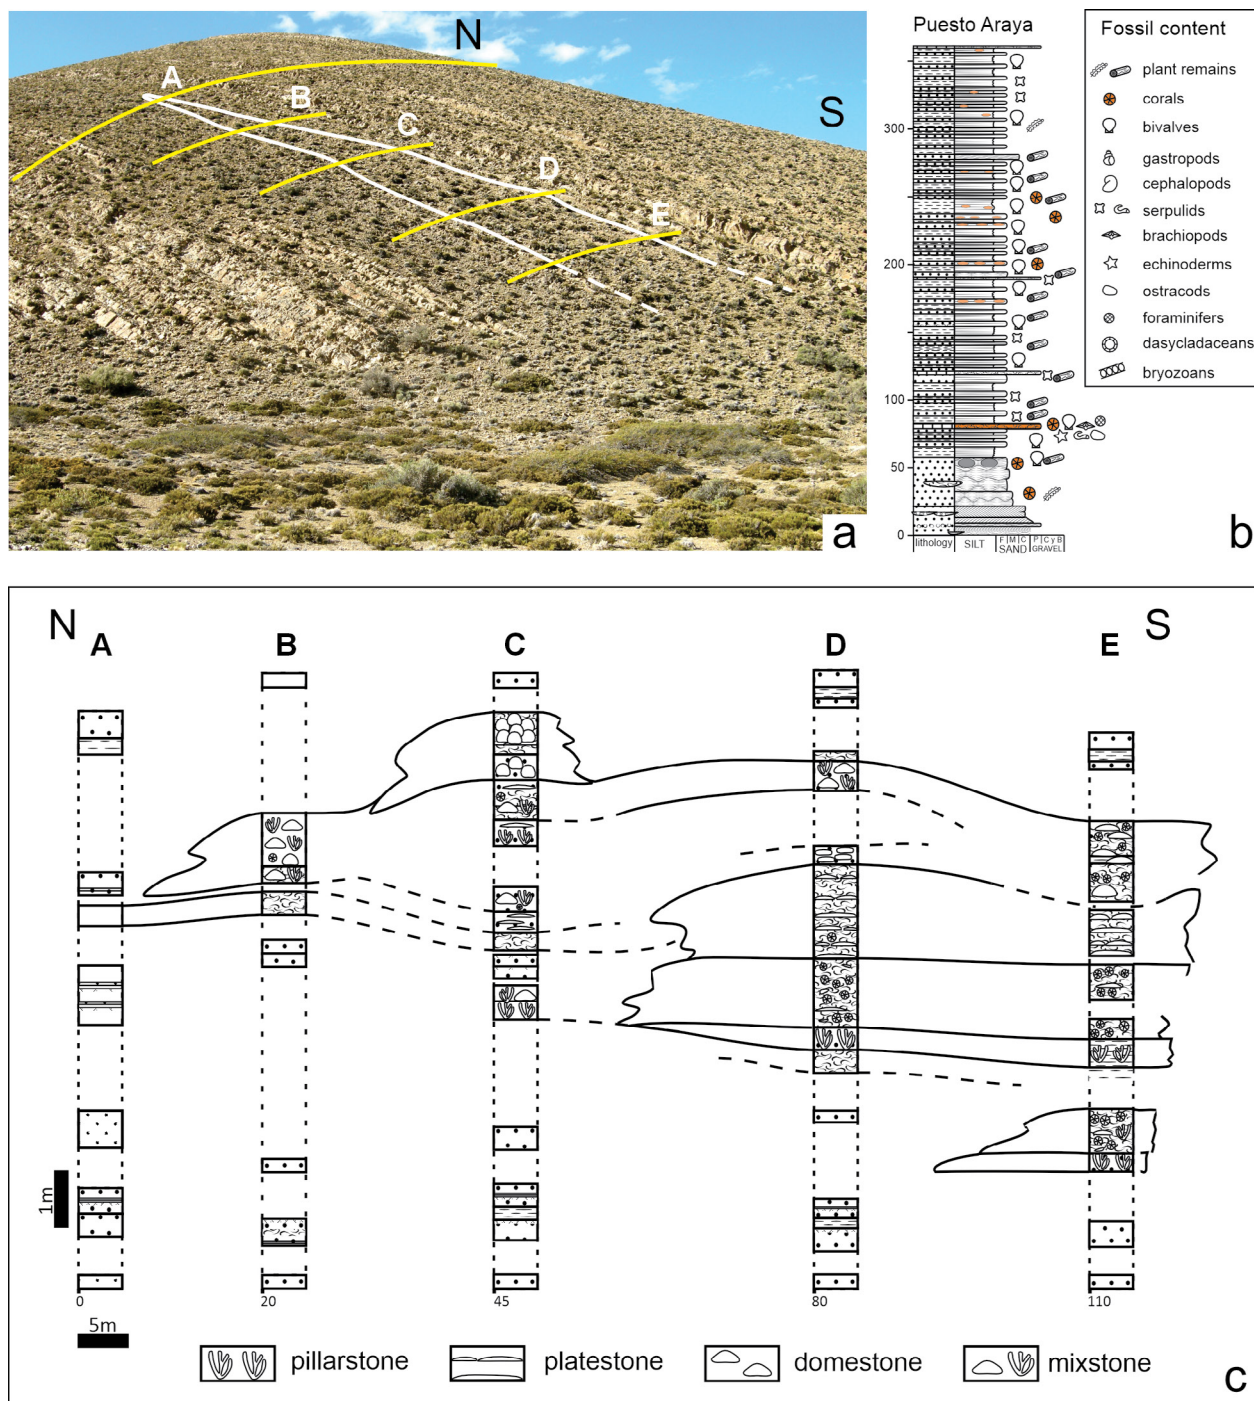 N
S
A
B
C
D
E
a
Puesto Araya
300
200
100
50
0
lithology
SILT
F M C
SAND
P C y B
GRAVEL
b
Fossil content
plant remains
corals
bivalves
gastropods
cephalopods
serpulids
brachiopods
echinoderms
ostracods
foraminifers
dasycladaceans
bryozoans
N
S
A B C D E
1m
0 20 45 80 110
5m
pillarstone platestone domestone mixstone
c